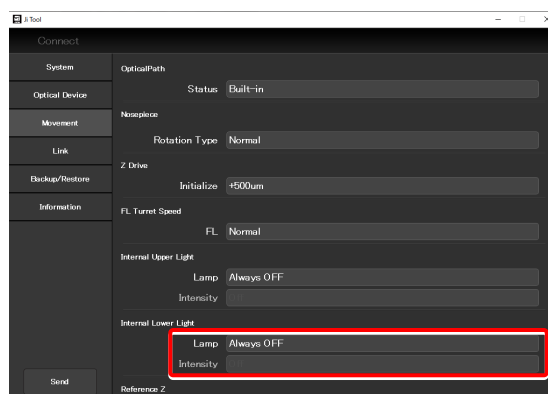 Ji Tool
Connect
System
Optical Device
Movement
Link
Backup/Restore
Information
Send
OpticalPath
Status Built-in
Nosepiece
Rotation Type Normal
Z Drive
Initialize +500um
FL Turret Speed
FL Normal
Internal Upper Light
Lamp Always OFF
Intensity
Internal Lower Light
Lamp Always OFF
Intensity
Reference Z